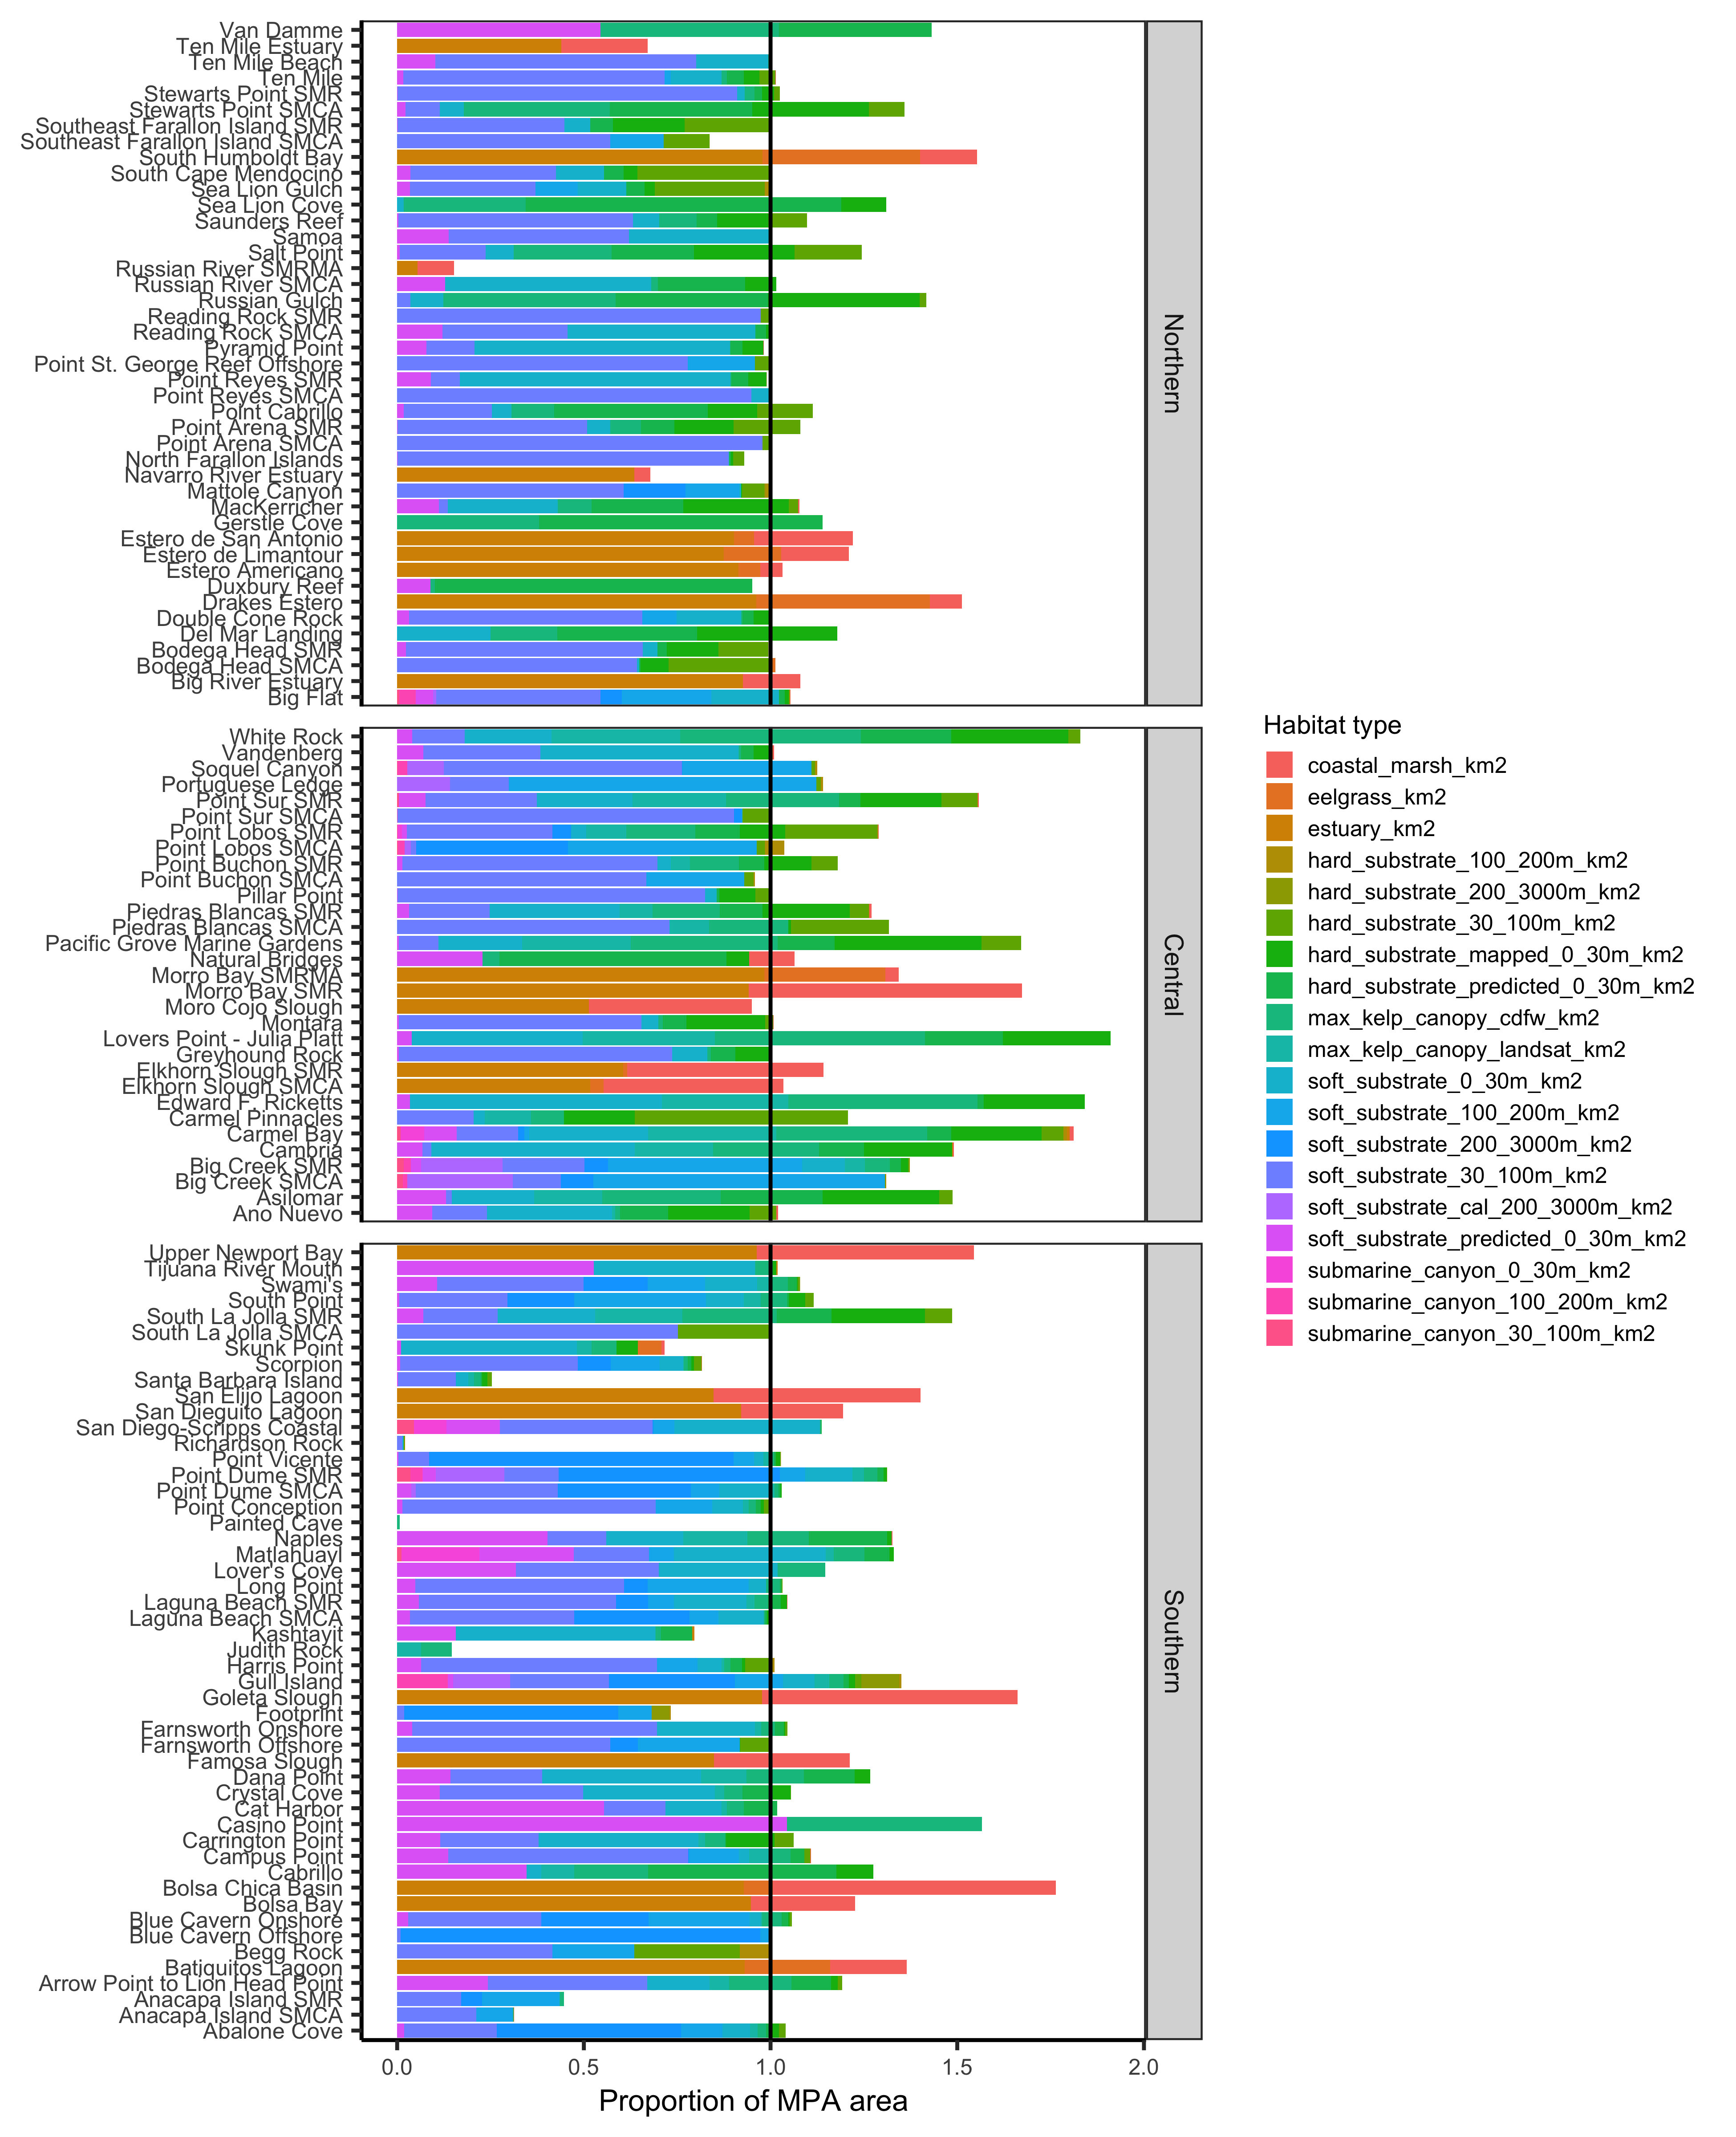 Van Damme
Ten Mile Estuary
Ten Mile Beach
Ten Mile
Stewarts Point SMR
Stewarts Point SMCA
Southeast Farallon Island SMR
Southeast Farallon Island SMCA
South Humboldt Bay
South Cape Mendocino
Sea Lion Gulch
Sea Lion Cove
Saunders Reef
Samoa
Salt Point
Russian River SMRMA
Russian River SMCA
Russian Gulch
Reading Rock SMR
Reading Rock SMCA
Pyramid Point
Point St. George Reef Offshore
Point Reyes SMR
Point Reyes SMCA
Point Cabrillo
Point Arena SMR
Point Arena SMCA
North Farallon Islands
Navarro River Estuary
Mattole Canyon
MacKerricher
Gerstle Cove
Estero de San Antonio
Estero de Limantour
Estero Americano
Duxbury Reef
Drakes Estero
Double Cone Rock
Del Mar Landing
Bodega Head SMR
Bodega Head SMCA
Big River Estuary
Big Flat
Northern
White Rock
Vandenberg
Soquel Canyon
Portuguese Ledge
Point Sur SMR
Point Sur SMCA
Point Lobos SMR
Point Lobos SMCA
Point Buchon SMR
Point Buchon SMCA
Pillar Point
Piedras Blancas SMR
Piedras Blancas SMCA
Pacific Grove Marine Gardens
Natural Bridges
Morro Bay SMRMA
Morro Bay SMR
Moro Cojo Slough
Montara
Lovers Point - Julia Platt
Greyhound Rock
Elkhorn Slough SMR
Elkhorn Slough SMCA
Edward F. Ricketts
Carmel Pinnacles
Carmel Bay
Cambria
Big Creek SMR
Big Creek SMCA
Asilomar
Ano Nuevo
Central
Upper Newport Bay
Tijuana River Mouth
Swami's
South Point
South La Jolla SMR
South La Jolla SMCA
Skunk Point
Scorpion
Santa Barbara Island
San Elijo Lagoon
San Dieguito Lagoon
San Diego-Scripps Coastal
Richardson Rock
Point Vicente
Point Dume SMR
Point Dume SMCA
Point Conception
Painted Cave
Naples
Matlahuayl
Lover's Cove
Long Point
Laguna Beach SMR
Laguna Beach SMCA
Kashtayit
Judith Rock
Harris Point
Gull Island
Goleta Slough
Footprint
Farnsworth Onshore
Farnsworth Offshore
Famosa Slough
Dana Point
Crystal Cove
Cat Harbor
Casino Point
Carrington Point
Campus Point
Cabrillo
Bolsa Chica Basin
Bolsa Bay
Blue Cavern Onshore
Blue Cavern Offshore
Begg Rock
Batiquitos Lagoon
Arrow Point to Lion Head Point
Anacapa Island SMR
Anacapa Island SMCA
Abalone Cove
Southern
0.0 0.5 1.0 1.5 2.0
Proportion of MPA area
Habitat type
coastal_marsh_km2
eelgrass_km2
estuary_km2
hard_substrate_100_200m_km2
hard_substrate_200_3000m_km2
hard_substrate_30_100m_km2
hard_substrate_mapped_0_30m_km2
hard_substrate_predicted_0_30m_km2
max_kelp_canopy_cdfw_km2
max_kelp_canopy_landsat_km2
soft_substrate_0_30m_km2
soft_substrate_100_200m_km2
soft_substrate_200_3000m_km2
soft_substrate_30_100m_km2
soft_substrate_cal_200_3000m_km2
soft_substrate_predicted_0_30m_km2
submarine_canyon_0_30m_km2
submarine_canyon_100_200m_km2
submarine_canyon_30_100m_km2